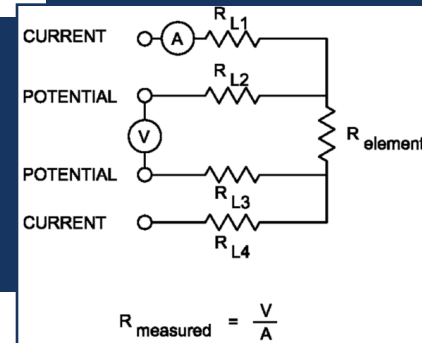 CURRENT
A
R L1
POTENTIAL
R L2
V
R element
POTENTIAL
R L3
CURRENT
R L4
R measured = V
A